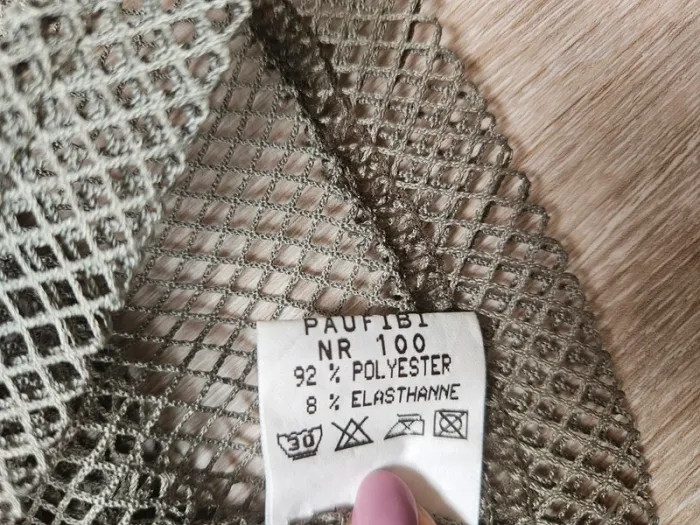 PAUFIBI
NR 100
92 % POLYESTER
8 % ELASTHANNE
30